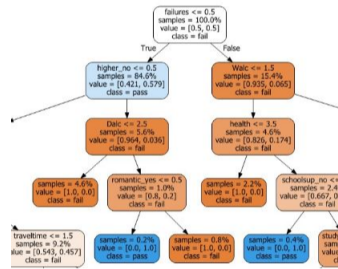 failures <= 0.5
samples = 100.0%
value = [0.5, 0.5]
class = fail
True
False
higher_no <= 0.5
samples = 84.6%
value = [0.421, 0.579]
class = pass
Walc <= 1.5
samples = 15.4%
value = [0.935, 0.065]
class = fail
Dalc <= 2.5
samples = 5.6%
value = [0.964, 0.036]
class = fail
health <= 3.5
samples = 4.6%
value = [0.826, 0.174]
class = fail
samples = 4.6%
value = [1.0, 0.0]
class = fail
romantic_yes <= 0.5
samples = 1.0%
value = [0.8, 0.2]
class = fail
samples = 2.2%
value = [1.0, 0.0]
class = fail
schoolsup_no <=
samples = 2.4
value = [0.667, 0
class = fail
traveltime <= 1.5
samples = 9.2%
value = [0.543, 0.457]
class = fail
samples = 0.2%
value = [0.0, 1.0]
class = pass
samples = 0.8%
value = [1.0, 0.0]
class = fail
samples = 0.4%
value = [0.0, 1.0]
class = pass